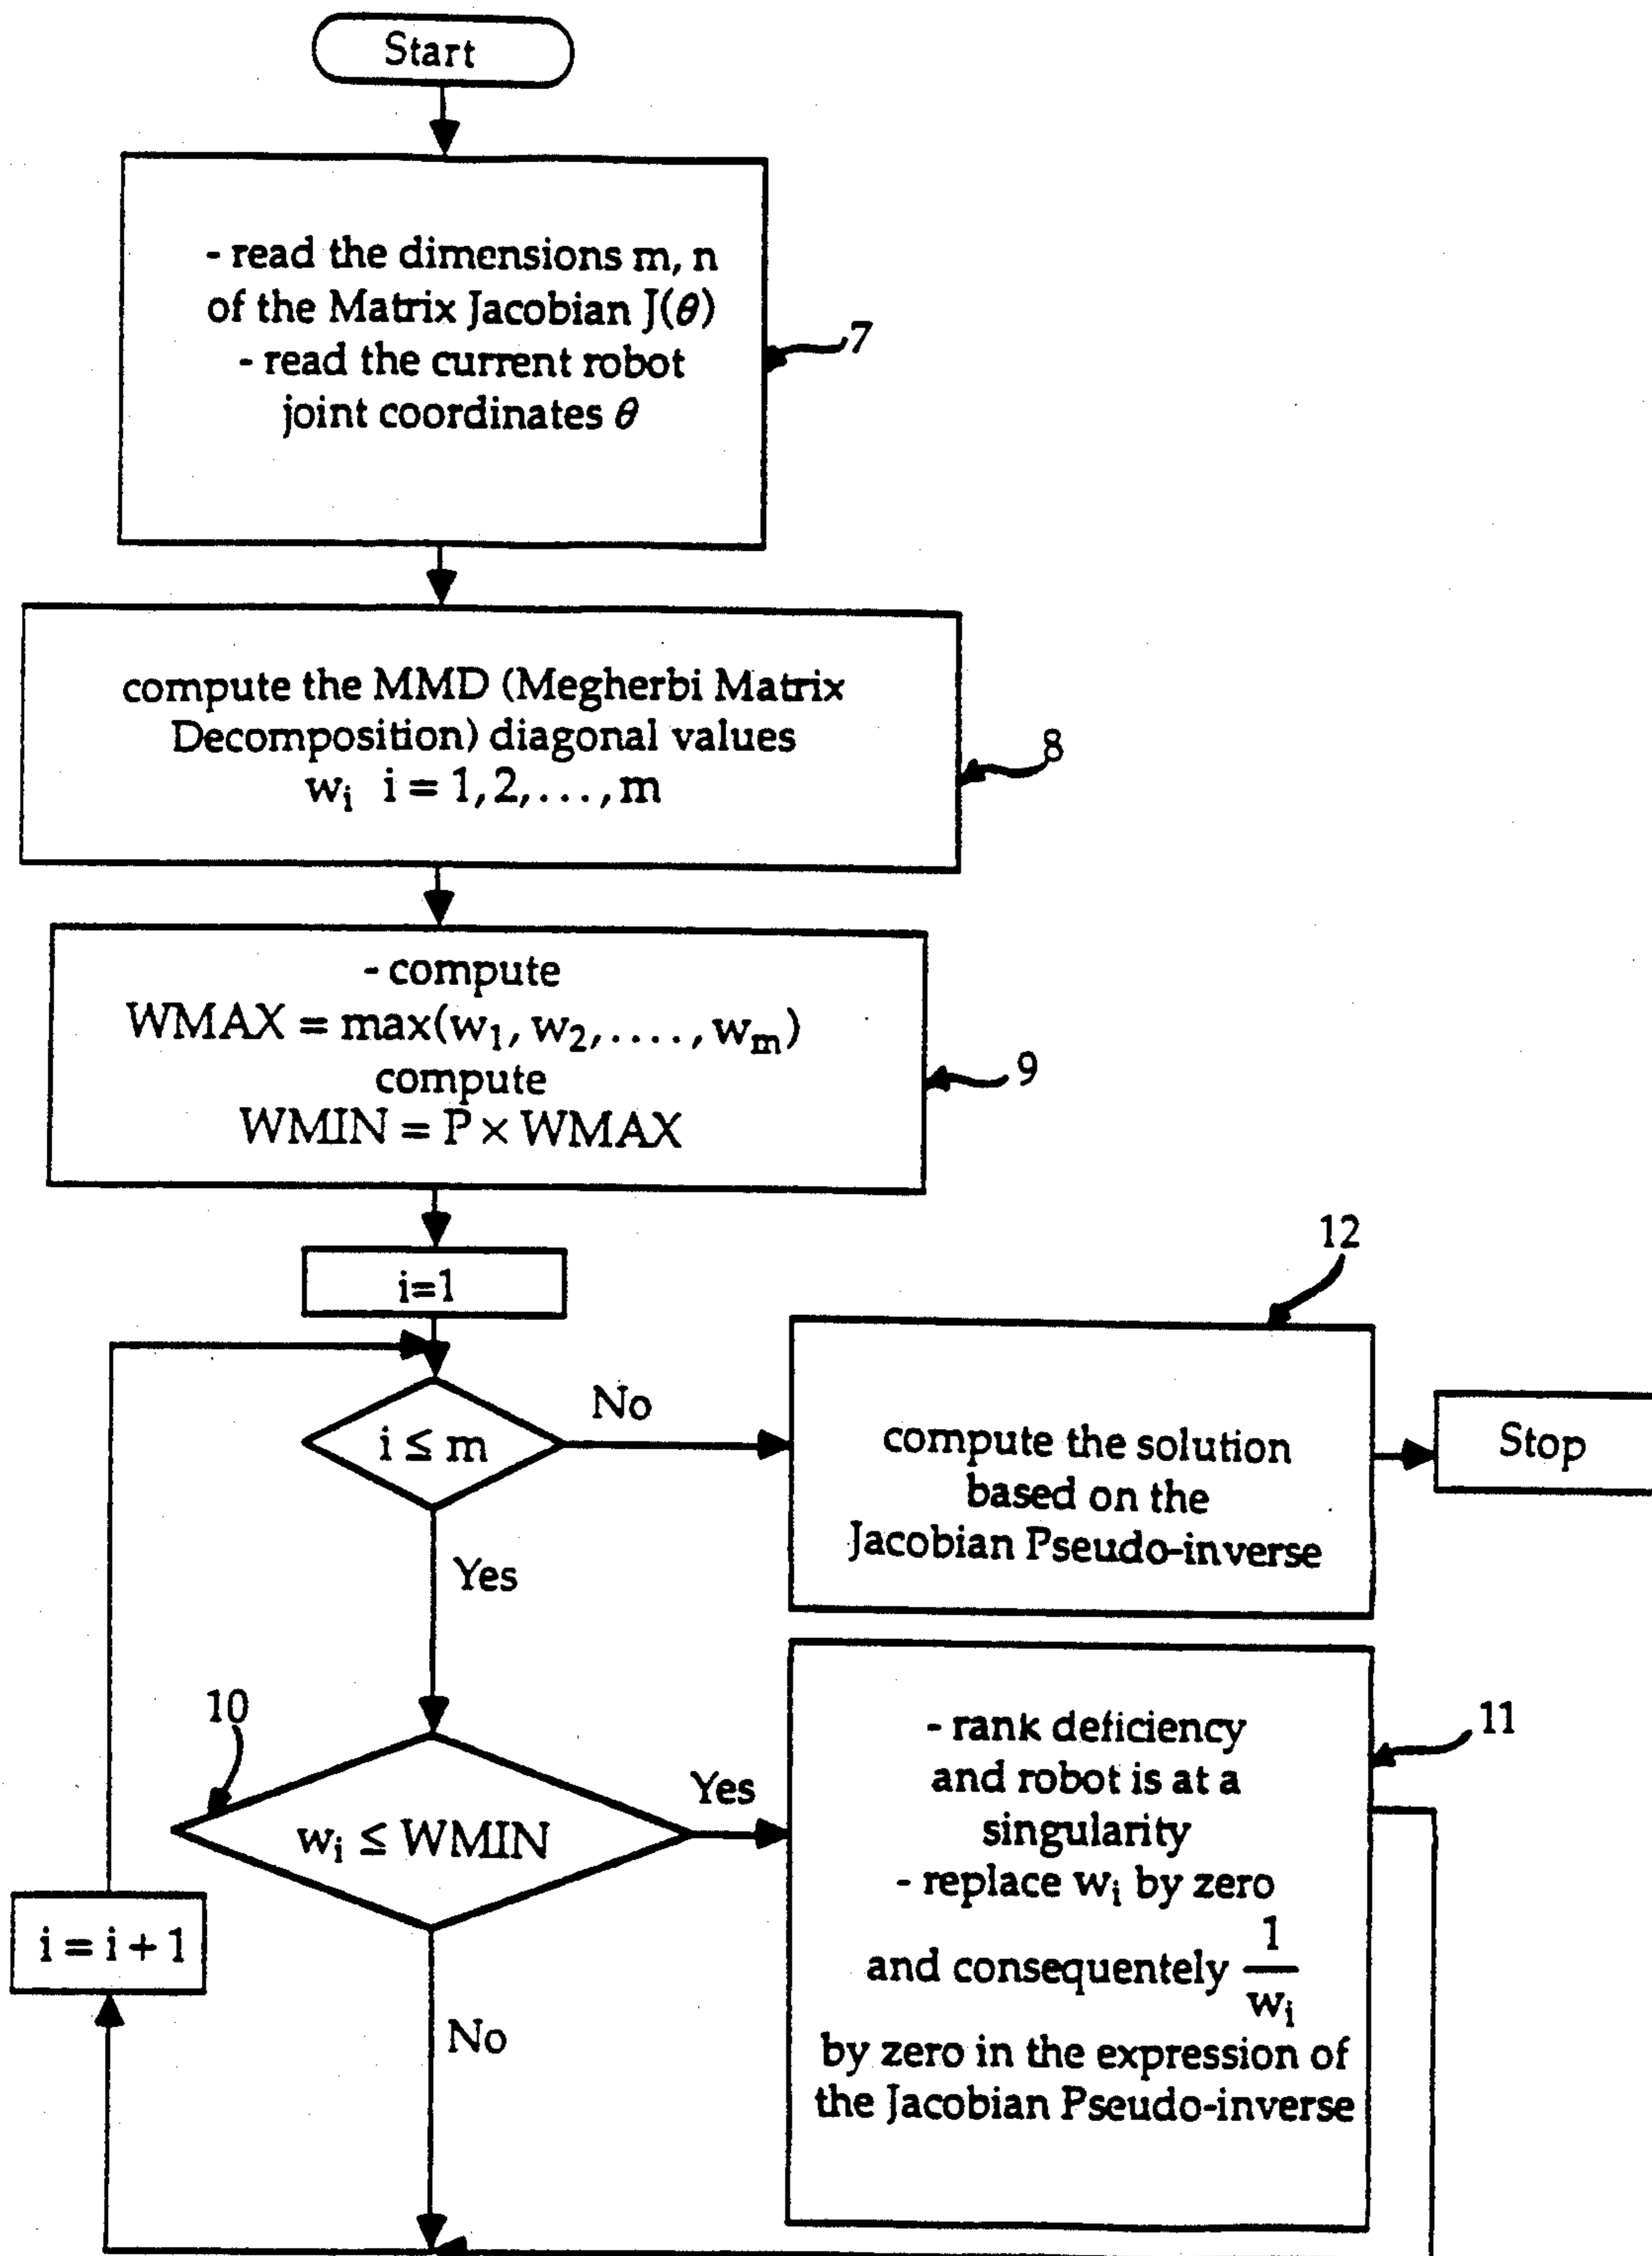 Start
- read the dimensions m, n
of the Matrix Jacobian J(θ)
- read the current robot
joint coordinates θ
7
compute the MMD (Megherbi Matrix
Decomposition) diagonal values
wᵢ i = 1, 2, . . . , m
8
- compute
WMAX = max(w₁, w₂, . . . . , wₘ)
compute
WMIN = P × WMAX
9
i=1
12
i ≤ m
No
compute the solution
based on the
Jacobian Pseudo-inverse
Stop
Yes
10
wᵢ ≤ WMIN
Yes
- rank deficiency
and robot is at a
singularity
- replace wᵢ by zero
and consequentely 1/wᵢ
by zero in the expression of
the Jacobian Pseudo-inverse
11
i = i + 1
No